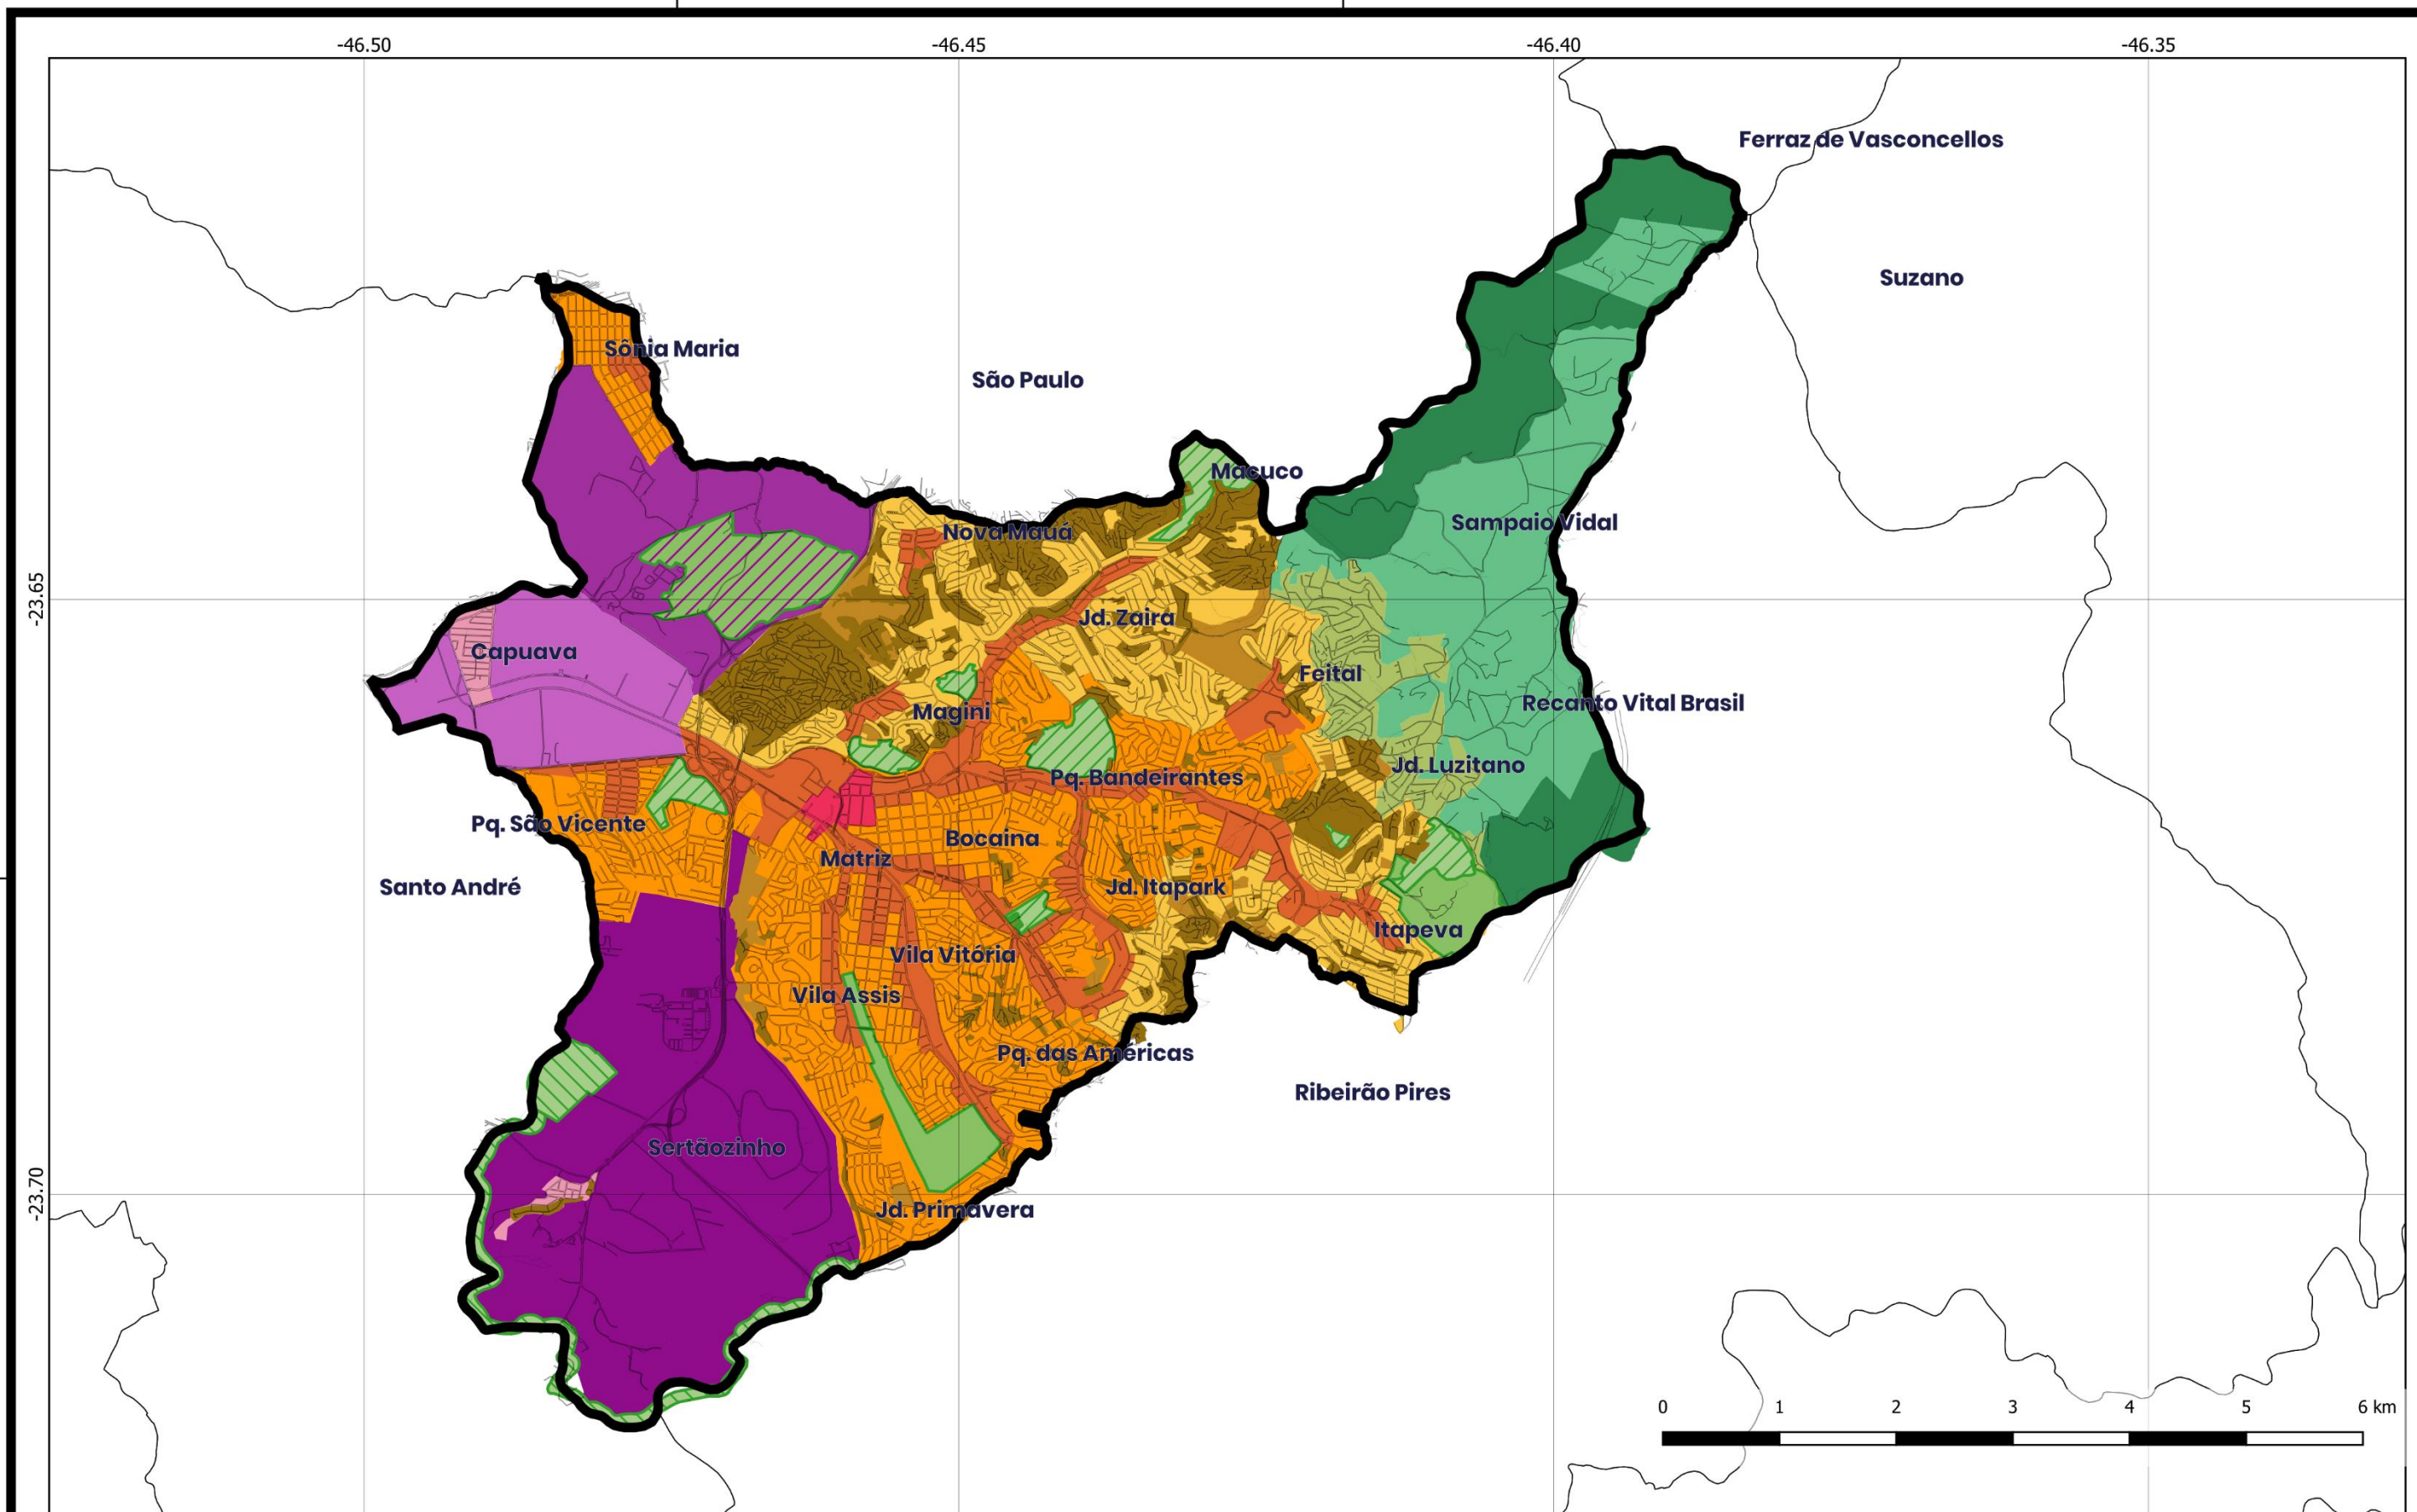 -46.50
-46.45
-46.40
-46.35
Ferraz de Vasconcellos
Suzano
Sônia Maria
São Paulo
Macuco
Sampaio Vidal
Nova Mauá
-23.65
Jd. Zaira
Capuava
Feital
Recanto Vital Brasil
Magini
Jd. Luzitano
Pq. Bandeirantes
Pq. São Vicente
Bocaina
Matriz
Santo André
Jd. Itapark
Itapeva
Vila Vitória
Vila Assis
Pq. das Américas
Ribeirão Pires
Sertãozinho
-23.70
Jd. Primavera
0 1 2 3 4 5 6 km